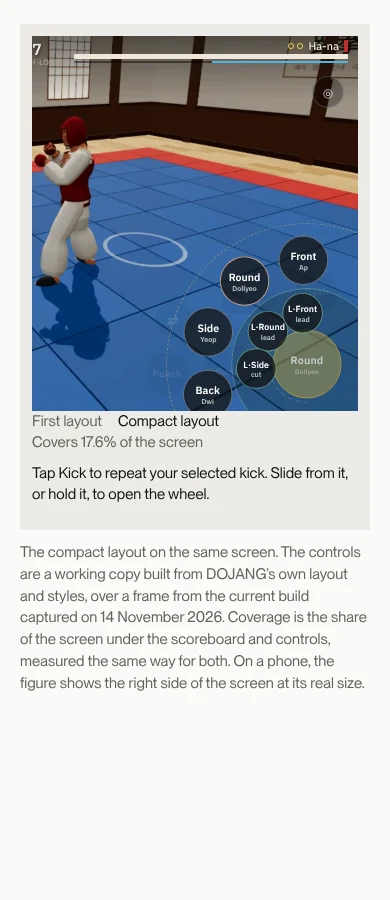 7
Ha-na
Front
Ap
Round
Dollyeo
L-Front
lead
Side
Yeop
L-Round
lead
Round
Dollyeo
L-Side
cut
Punch
Back
Dwi
First layout Compact layout
Covers 17.6% of the screen
Tap Kick to repeat your selected kick. Slide from it,
or hold it, to open the wheel.
The compact layout on the same screen. The controls
are a working copy built from DOJANG’s own layout
and styles, over a frame from the current build
captured on 14 November 2026. Coverage is the share
of the screen under the scoreboard and controls,
measured the same way for both. On a phone, the
figure shows the right side of the screen at its real size.